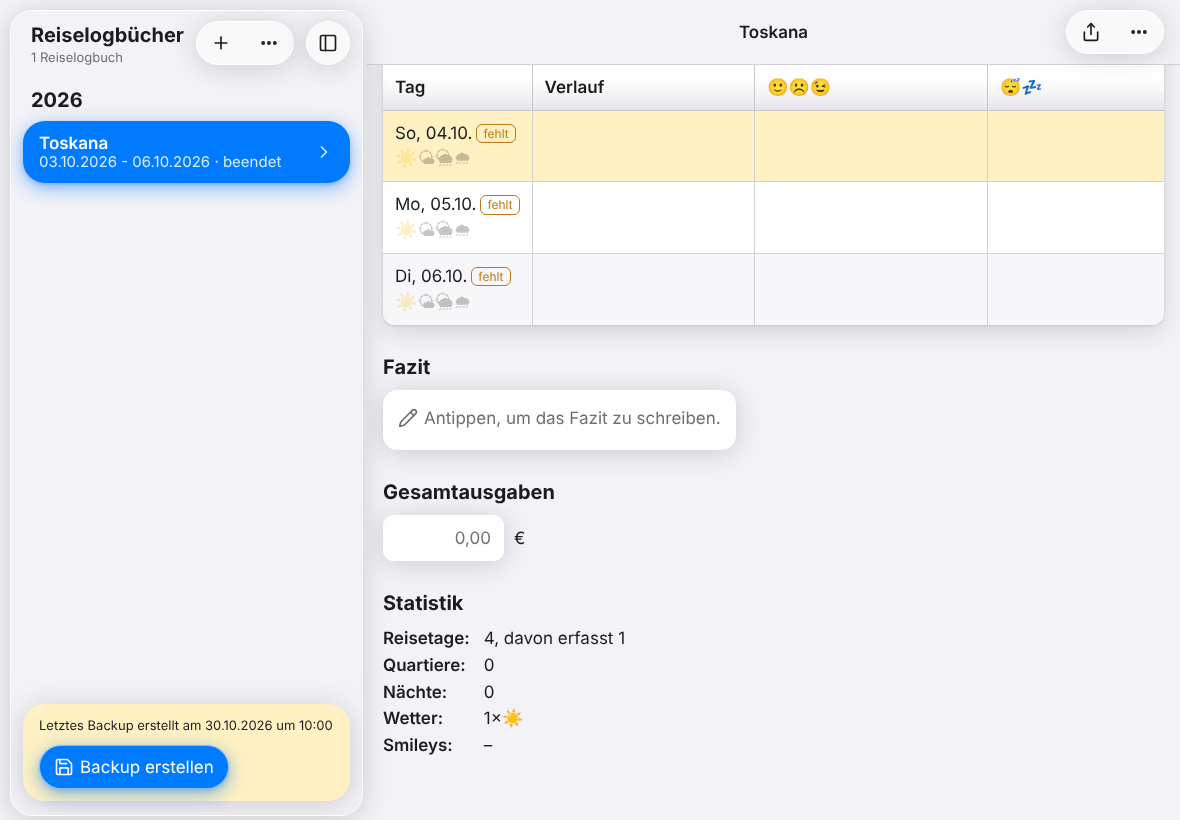 Reiselogbücher
1 Reiselogbuch
2026
Toskana
03.10.2026 - 06.10.2026 · beendet
Letztes Backup erstellt am 30.10.2026 um 10:00
Backup erstellen
Toskana
Tag Verlauf 🙂☹️😉 😴💤
So, 04.10. fehlt
☀️🌤️🌦️🌧️
Mo, 05.10. fehlt
☀️🌤️🌦️🌧️
Di, 06.10. fehlt
☀️🌤️🌦️🌧️
Fazit
Antippen, um das Fazit zu schreiben.
Gesamtausgaben
0,00 €
Statistik
Reisetage: 4, davon erfasst 1
Quartiere: 0
Nächte: 0
Wetter: 1×☀️
Smileys: –